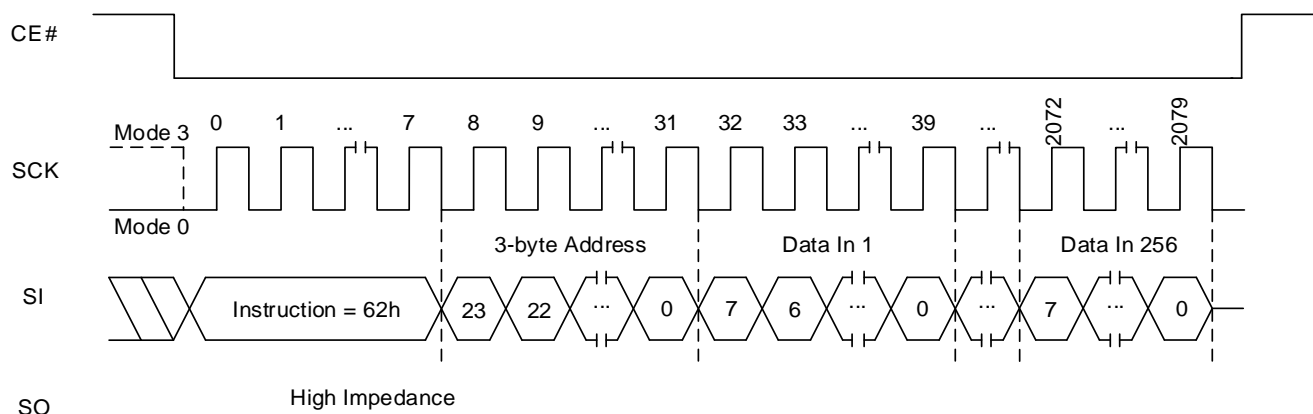 CE#
Mode 3
0 1 ... 7 8 9 ... 31 32 33 ... 39 ... 2072 ... 2079
SCK
Mode 0
3-byte Address Data In 1 Data In 256
SI
Instruction = 62h 23 22 ... 0 7 6 ... 0 ... 7 ... 0
High Impedance
SO